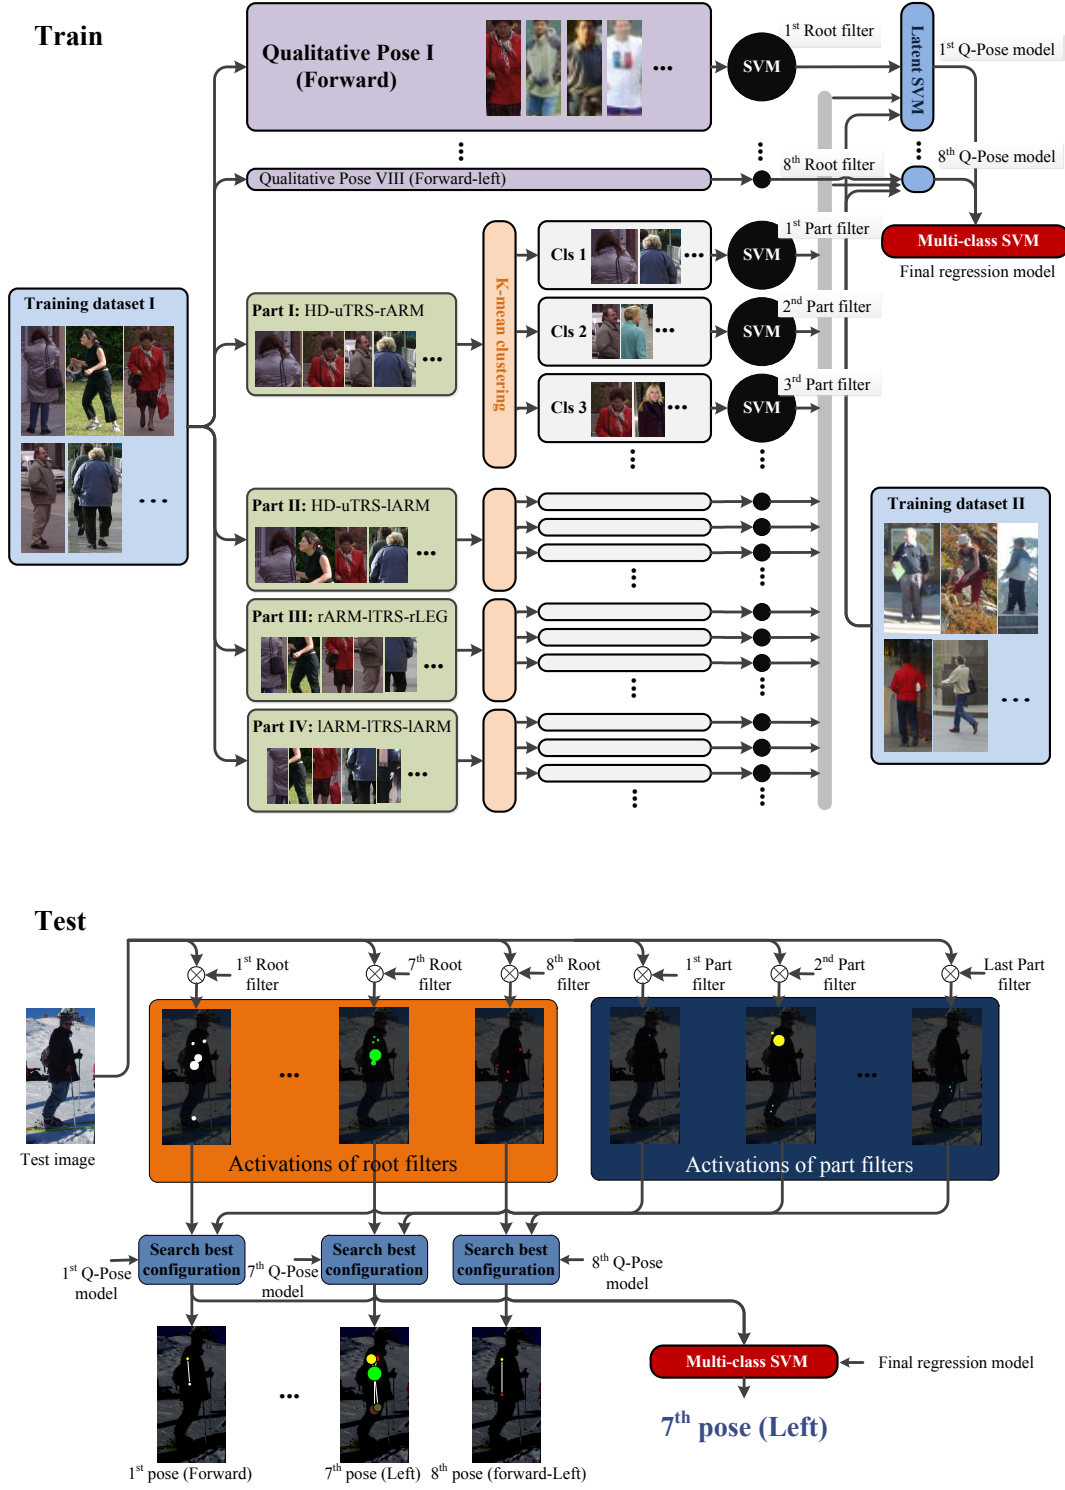 Train
Qualitative Pose I
(Forward)
...
SVM
1st Root filter
Latent SVM
1st Q-Pose model
Qualitative Pose VIII (Forward-left)
8th Root filter
8th Q-Pose model
Multi-class SVM
Final regression model
Training dataset I
...
Part I: HD-uTRS-rARM
...
K-mean clustering
Cls 1
...
SVM
1st Part filter
Cls 2
...
SVM
2nd Part filter
Cls 3
...
SVM
3rd Part filter
Part II: HD-uTRS-lARM
...
Part III: rARM-lTRS-rLEG
...
Part IV: lARM-lTRS-lARM
...
Training dataset II
...
Test
1st Root
filter
7th Root
filter
8th Root
filter
1st Part
filter
2nd Part
filter
Last Part
filter
Test image
...
Activations of root filters
...
Activations of part filters
1st Q-Pose
model
Search best
configuration
7th Q-Pose
model
Search best
configuration
Search best
configuration
8th Q-Pose
model
...
1st pose (Forward)
7th pose (Left)
8th pose (forward-Left)
Multi-class SVM
Final regression model
7th pose (Left)